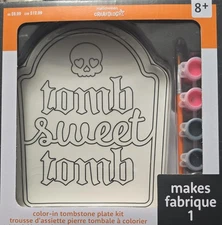 8+
tomb
sweet
tomb
makes
fabrique
1
color-in tombstone plate kit
trousse d'assiette pierre tombale à colorier